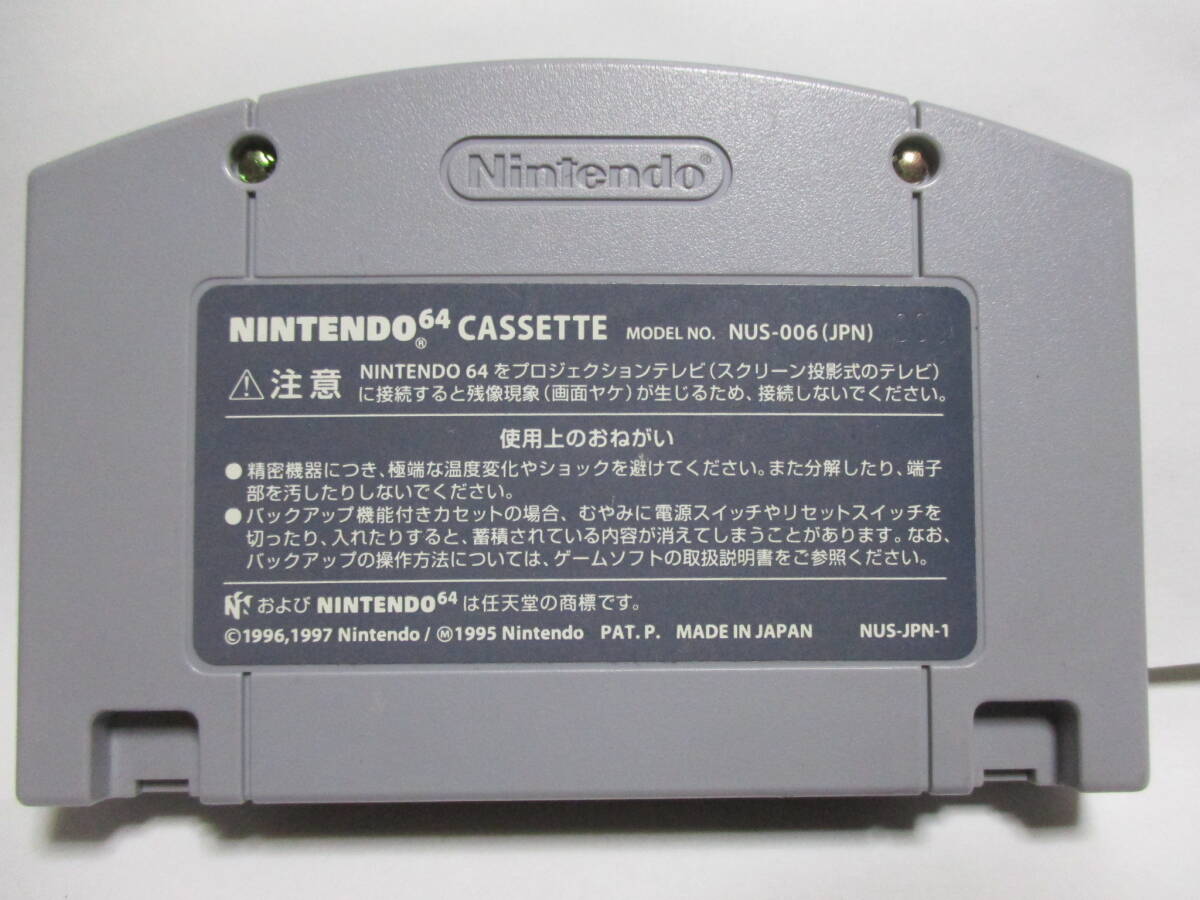 Nintendo®
NINTENDO64® CASSETTE MODEL NO. NUS-006(JPN)
⚠注意 NINTENDO 64をプロジェクションテレビ(スクリーン投影式のテレビ)
に接続すると残像現象(画面ヤケ)が生じるため、接続しないでください。
使用上のおねがい
●精密機器につき、極端な温度変化やショックを避けてください。また分解したり、端子
部を汚したりしないでください。
●バックアップ機能付きカセットの場合、むやみに電源スイッチやリセットスイッチを
切ったり、入れたりすると、蓄積されている内容が消えてしまうことがあります。なお、
バックアップの操作方法については、ゲームソフトの取扱説明書をご参照ください。
および NINTENDO64 は任天堂の商標です。
©1996,1997 Nintendo/Ⓜ1995 Nintendo PAT.P. MADE IN JAPAN NUS-JPN-1